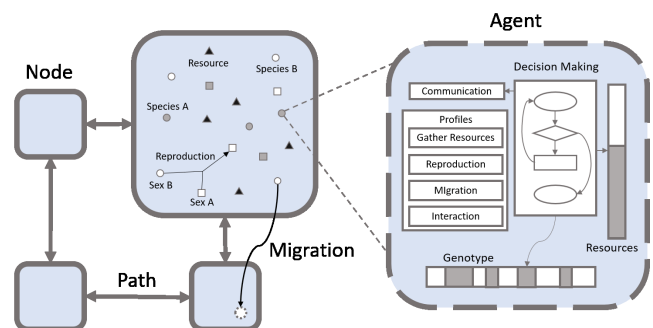 Agent
Node
Resource
Species B
Species A
Reproduction
Sex B
Sex A
Migration
Path
Decision Making
Communication
Profiles
Gather Resources
Reproduction
MIgration
Interaction
Resources
Genotype